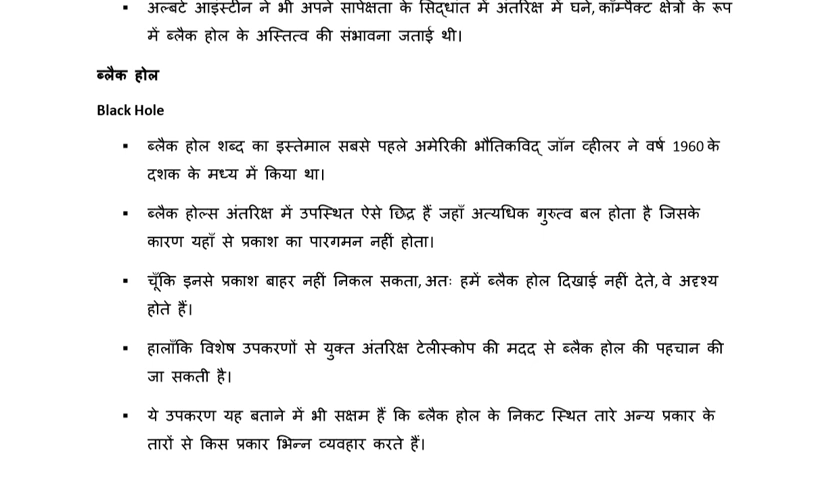 ▪ अल्बर्ट आइंस्टीन ने भी अपने सापेक्षता के सिद्धांत में अंतरिक्ष में घने, कॉम्पैक्ट क्षेत्रों के रूप
में ब्लैक होल के अस्तित्व की संभावना जताई थी।
ब्लैक होल
Black Hole
▪ ब्लैक होल शब्द का इस्तेमाल सबसे पहले अमेरिकी भौतिकविद् जॉन व्हीलर ने वर्ष 1960 के
दशक के मध्य में किया था।
▪ ब्लैक होल्स अंतरिक्ष में उपस्थित ऐसे छिद्र हैं जहाँ अत्यधिक गुरुत्व बल होता है जिसके
कारण यहाँ से प्रकाश का पारगमन नहीं होता।
▪ चूँकि इनसे प्रकाश बाहर नहीं निकल सकता, अतः हमें ब्लैक होल दिखाई नहीं देते, वे अदृश्य
होते हैं।
▪ हालाँकि विशेष उपकरणों से युक्त अंतरिक्ष टेलीस्कोप की मदद से ब्लैक होल की पहचान की
जा सकती है।
▪ ये उपकरण यह बताने में भी सक्षम हैं कि ब्लैक होल के निकट स्थित तारे अन्य प्रकार के
तारों से किस प्रकार भिन्न व्यवहार करते हैं।